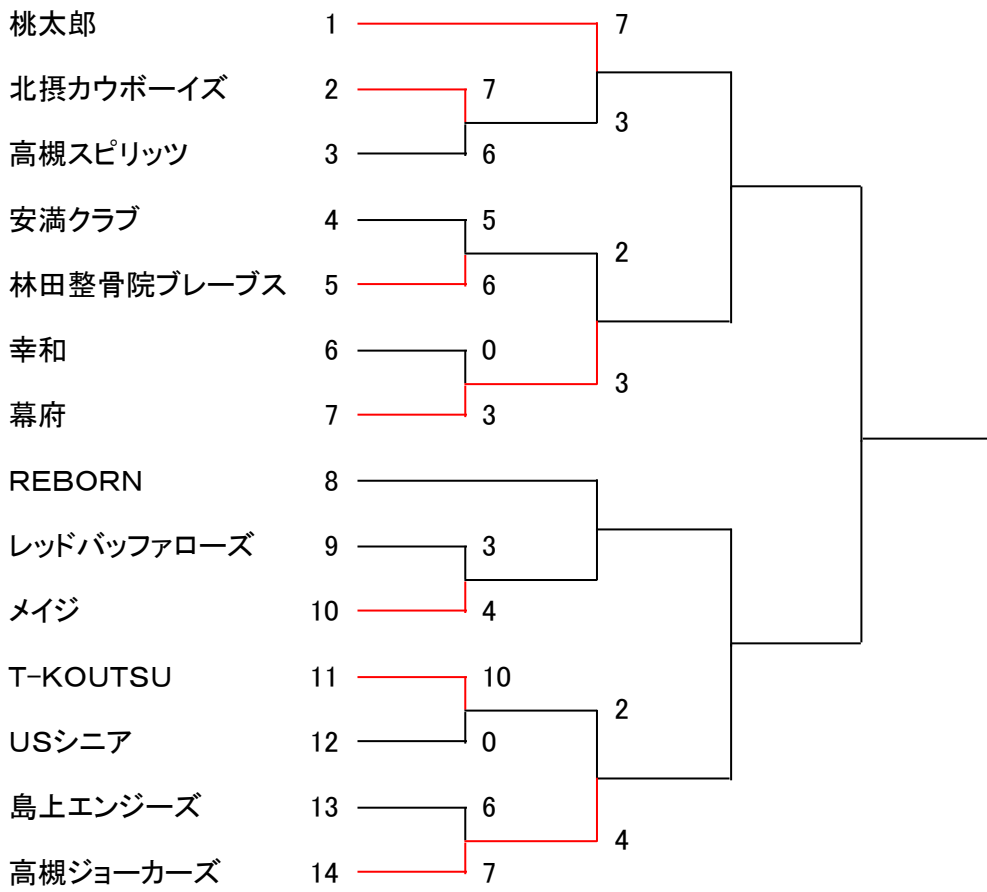 桃太郎 1 7
北摂カウボーイズ 2 7
3
高槻スピリッツ 3 6
安満クラブ 4 5
2
林田整骨院ブレーブス 5 6
幸和 6 0
3
幕府 7 3
REBORN 8
レッドバッファローズ 9 3
メイジ 10 4
T-KOUTSU 11 10
2
USシニア 12 0
島上エンジーズ 13 6
4
高槻ジョーカーズ 14 7